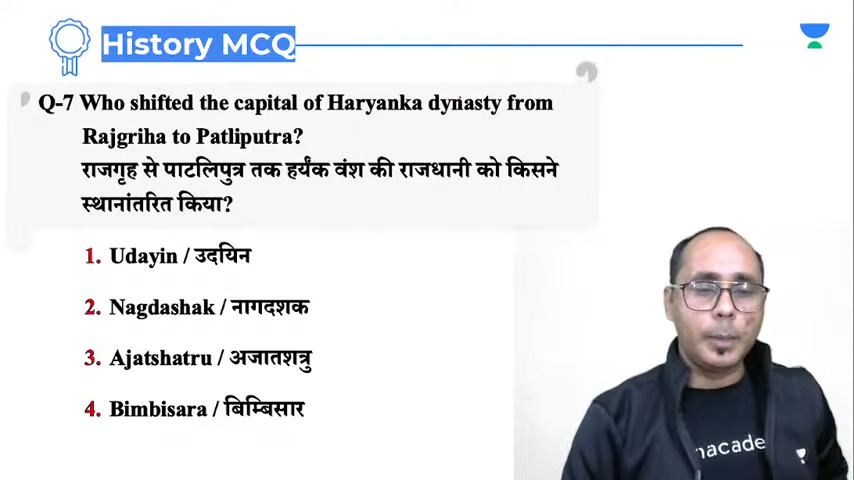 History MCQ
Q-7 Who shifted the capital of Haryanka dynasty from
Rajgriha to Patliputra?
राजगृह से पाटलिपुत्र तक हर्यंक वंश की राजधानी को किसने
स्थानांतरित किया?
1. Udayin / उदयिन
2. Nagdashak / नागदशक
3. Ajatshatru / अजातशत्रु
4. Bimbisara / बिम्बिसार
nacade